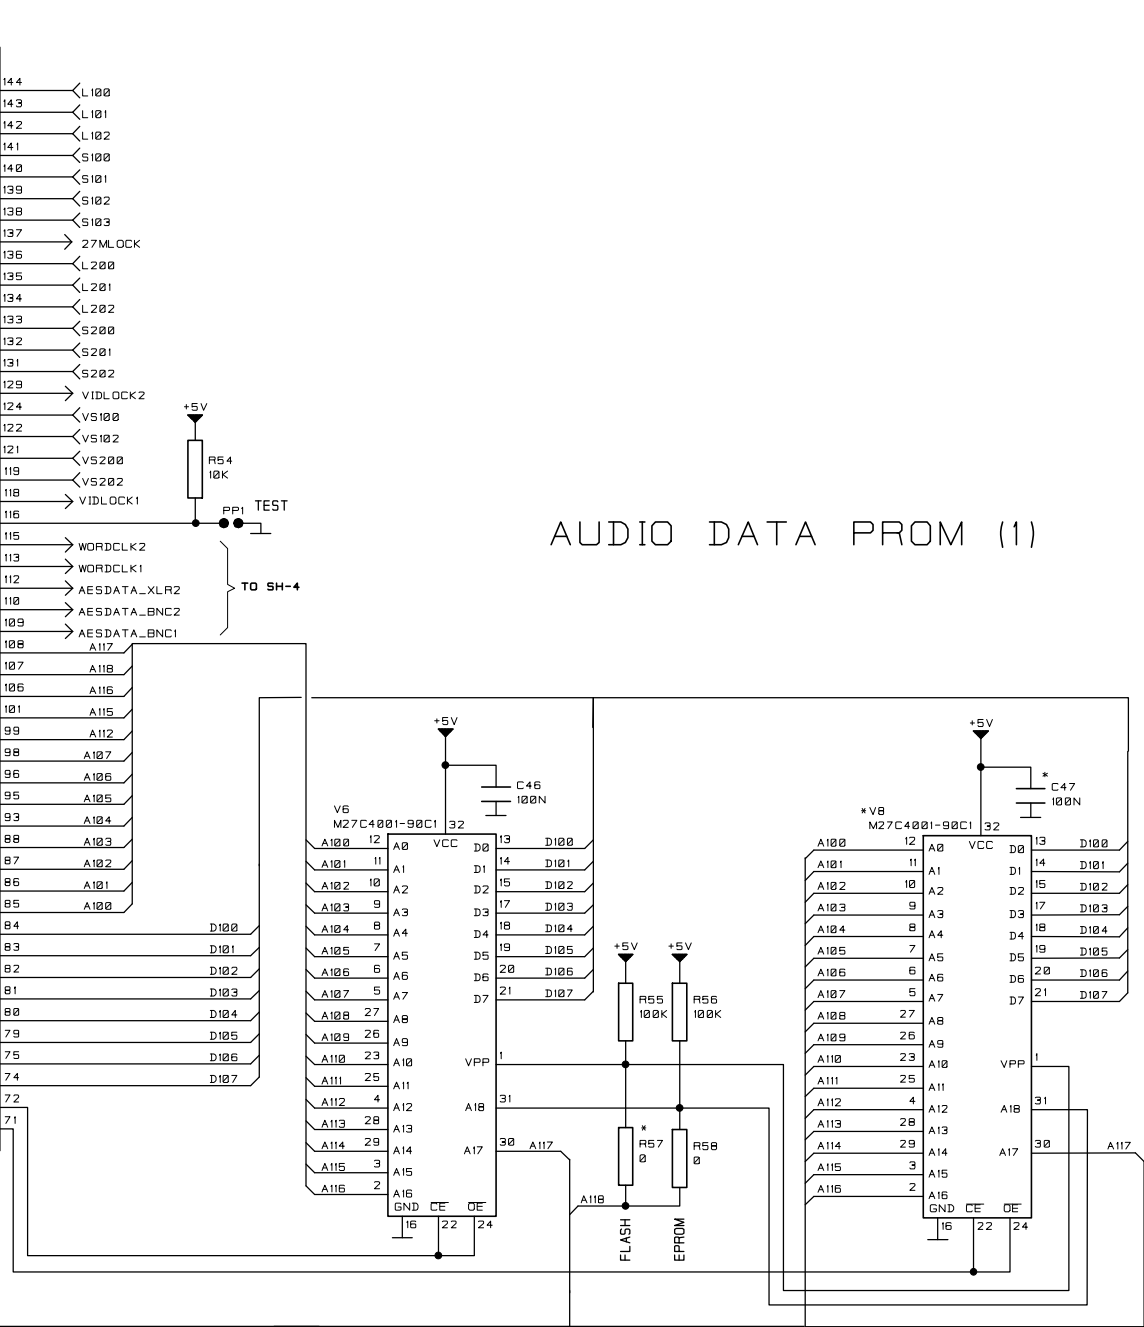 144 L100
143 L101
142 L102
141 S100
140 S101
139 S102
138 S103
137 27MLOCK
136 L200
135 L201
134 L202
133 S200
132 S201
131 S202
129 VIDLOCK2
124 VS100
122 VS102
121 VS200
119 VS202
118 VIDLOCK1
116
115 WORDCLK2
113 WORDCLK1
112 AESDATA_XLR2
110 AESDATA_BNC2
109 AESDATA_BNC1
108 A117
107 A118
106 A116
101 A115
99 A112
98 A107
96 A106
95 A105
93 A104
88 A103
87 A102
86 A101
85 A100
84 D100
83 D101
82 D102
81 D103
80 D104
79 D105
75 D106
74 D107
72
71
+5V
R54
10K
PP1 TEST
TO SH-4
AUDIO DATA PROM (1)
+5V
C46
100N
V6
M27C4001-90C1 32
VCC
A100 12 A0
A101 11 A1
A102 10 A2
A103 9 A3
A104 8 A4
A105 7 A5
A106 6 A6
A107 5 A7
A108 27 A8
A109 26 A9
A110 23 A10
A111 25 A11
A112 4 A12
A113 28 A13
A114 29 A14
A115 3 A15
A116 2 A16
D0 13 D100
D1 14 D101
D2 15 D102
D3 17 D103
D4 18 D104
D5 19 D105
D6 20 D106
D7 21 D107
VPP 1
A18 31
A17 30 A117
GND CE OE
16 22 24
+5V +5V
R55
100K
R56
100K
*
R57
0
R58
0
A118
FLASH
EPROM
+5V
*
C47
100N
*V8
M27C4001-90C1 32
VCC
A100 12 A0
A101 11 A1
A102 10 A2
A103 9 A3
A104 8 A4
A105 7 A5
A106 6 A6
A107 5 A7
A108 27 A8
A109 26 A9
A110 23 A10
A111 25 A11
A112 4 A12
A113 28 A13
A114 29 A14
A115 3 A15
A116 2 A16
D0 13 D100
D1 14 D101
D2 15 D102
D3 17 D103
D4 18 D104
D5 19 D105
D6 20 D106
D7 21 D107
VPP 1
A18 31
A17 30 A117
GND CE OE
16 22 24